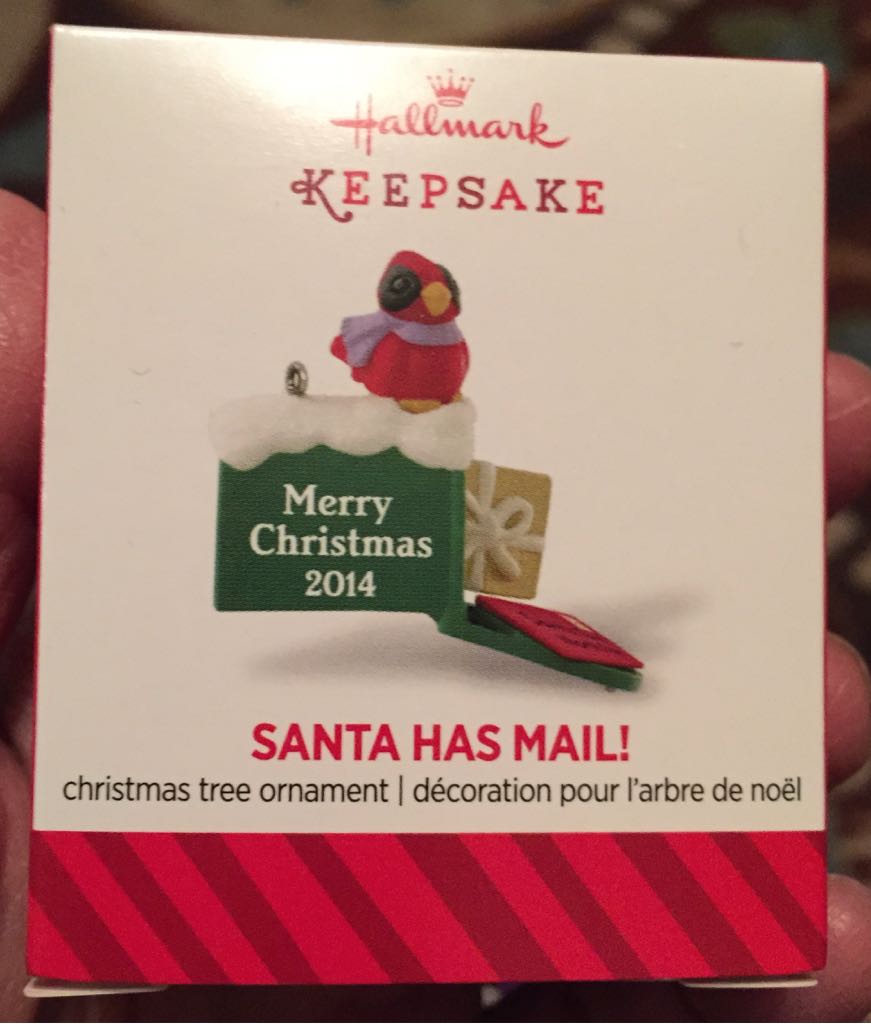 Hallmark
KEEPSAKE
Merry
Christmas
2014
SANTA HAS MAIL!
christmas tree ornament | décoration pour l'arbre de noël